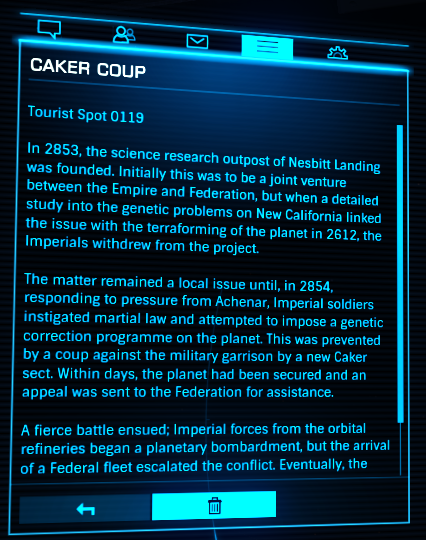 CAKER COUP
Tourist Spot 0119
In 2853, the science research outpost of Nesbitt Landing
was founded. Initially this was to be a joint venture
between the Empire and Federation, but when a detailed
study into the genetic problems on New California linked
the issue with the terraforming of the planet in 2612, the
Imperials withdrew from the project.
The matter remained a local issue until, in 2854,
responding to pressure from Achenar, Imperial soldiers
instigated martial law and attempted to impose a genetic
correction programme on the planet. This was prevented
by a coup against the military garrison by a new Caker
sect. Within days, the planet had been secured and an
appeal was sent to the Federation for assistance.
A fierce battle ensued; Imperial forces from the orbital
refineries began a planetary bombardment, but the arrival
of a Federal fleet escalated the conflict. Eventually, the